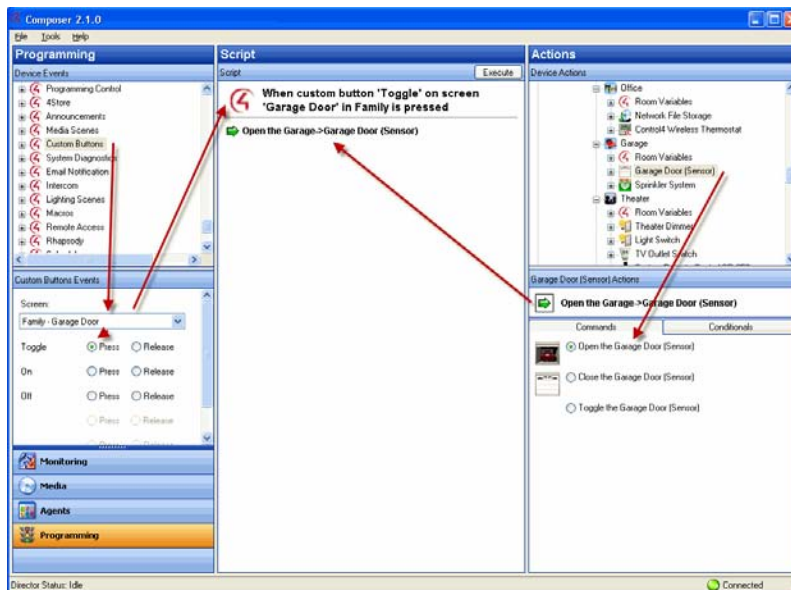 Composer 2.1.0
File Tools Help
Programming
Device Events
Programming Control
4Store
Announcements
Media Scenes
Custom Buttons
System Diagnostics
Email Notification
Intercom
Lighting Scenes
Macros
Remote Access
Rhapsody
Custom Buttons Events
Screen:
Family - Garage Door
Toggle Press Release
On Press Release
Off Press Release
Press Release
Press Release
Monitoring
Media
Agents
Programming
Director Status: Idle
Script
Script Execute
When custom button 'Toggle' on screen
'Garage Door' in Family is pressed
Open the Garage->Garage Door (Sensor)
Actions
Device Actions
Office
Room Variables
Network File Storage
Control4 Wireless Thermostat
Garage
Room Variables
Garage Door (Sensor)
Sprinkler System
Theater
Room Variables
Theater Dimmer
Light Switch
TV Outlet Switch
Garage Door (Sensor) Actions
Open the Garage->Garage Door (Sensor)
Commands Conditionals
Open the Garage Door (Sensor)
Close the Garage Door (Sensor)
Toggle the Garage Door (Sensor)
Connected